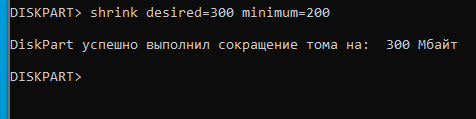 DISKPART> shrink desired=300 minimum=200
DiskPart успешно выполнил сокращение тома на:  300 Мбайт
DISKPART>